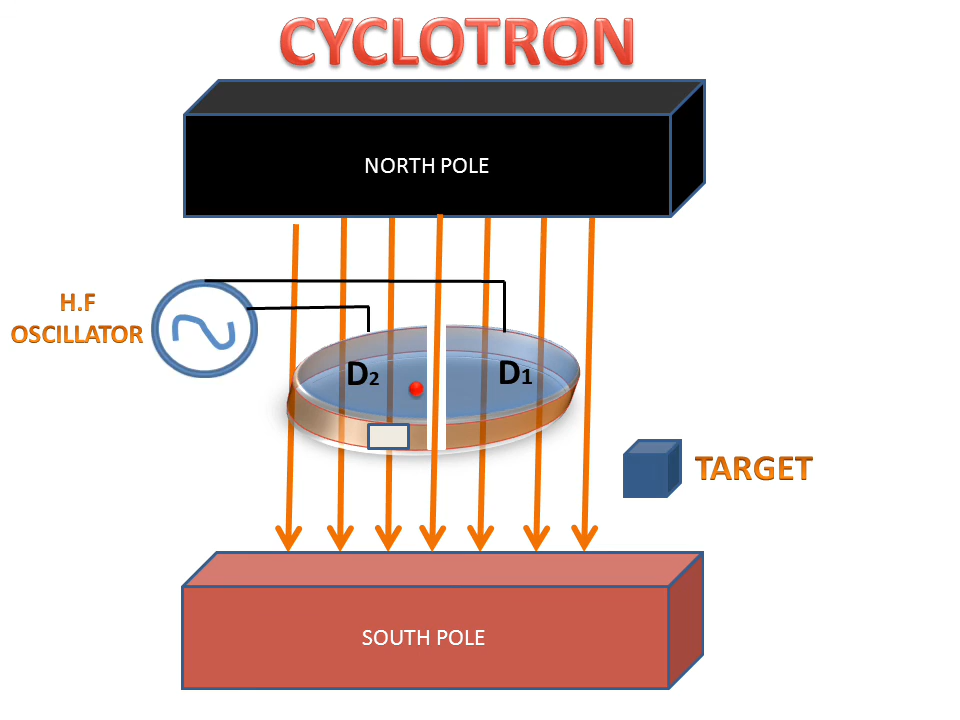 CYCLOTRON
NORTH POLE
H.F
OSCILLATOR
D2
D1
TARGET
SOUTH POLE